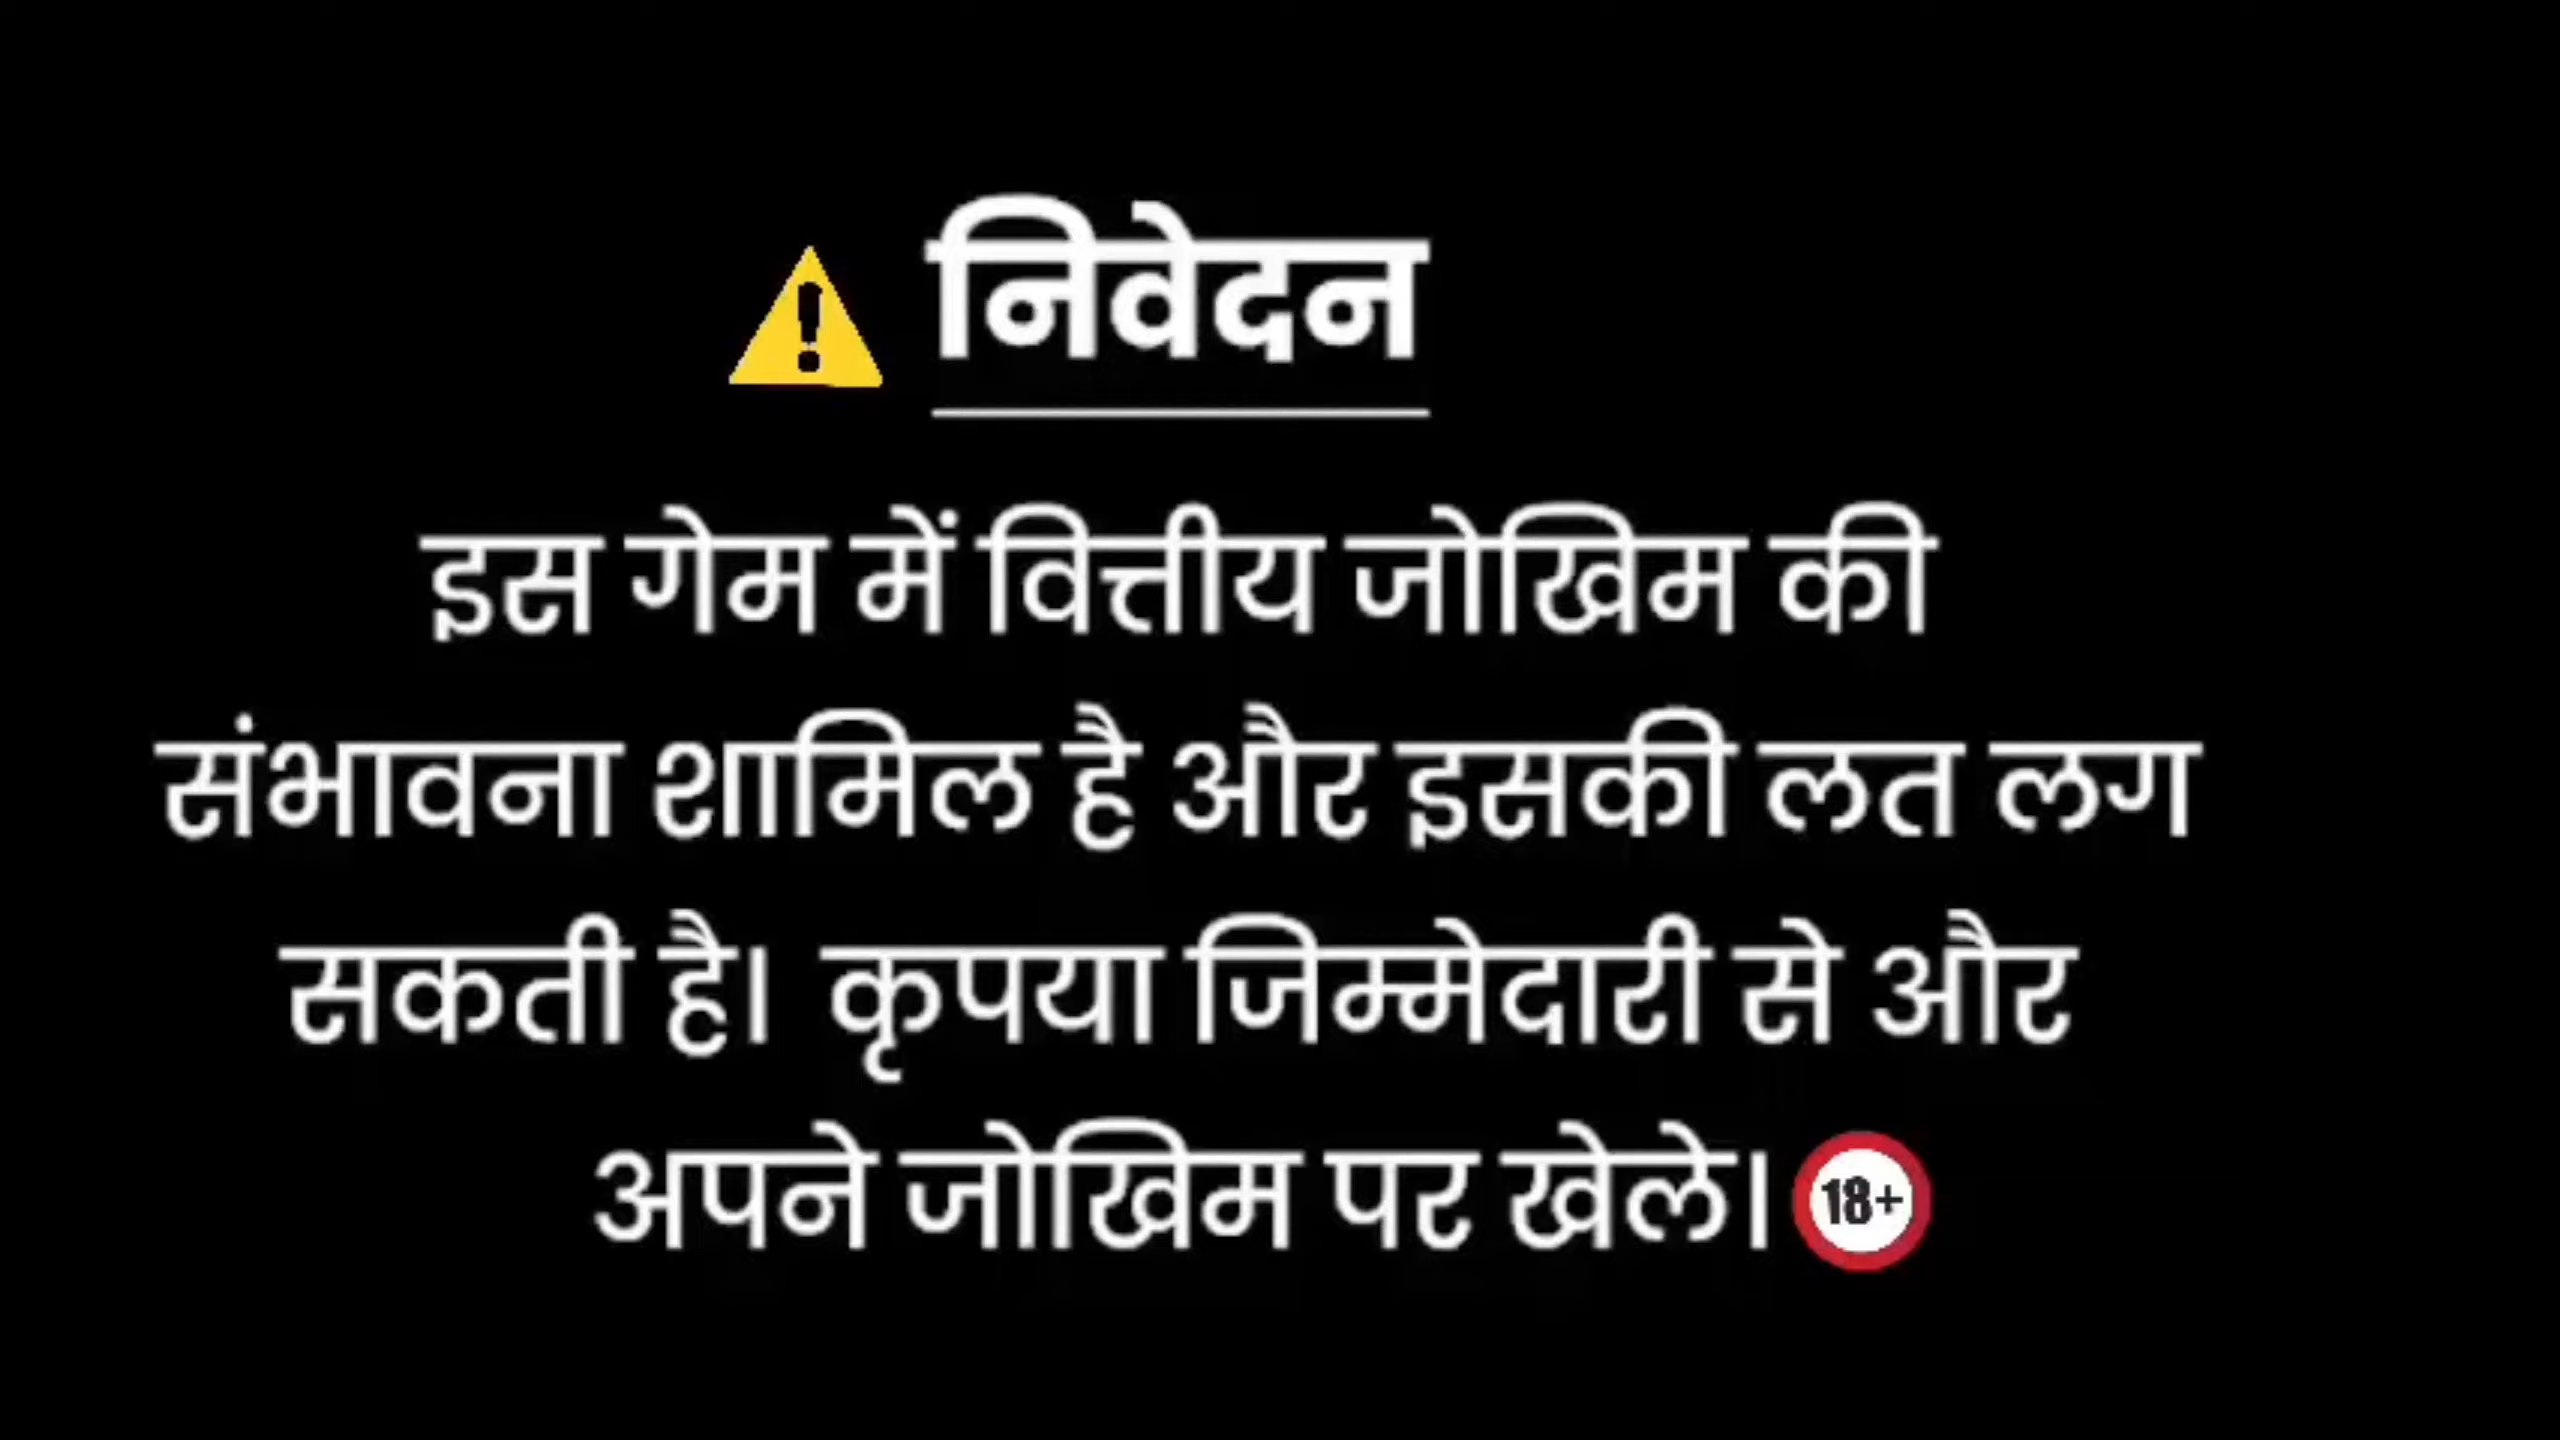 ⚠ निवेदन
इस गेम में वित्तीय जोखिम की
संभावना शामिल है और इसकी लत लग
सकती है। कृपया जिम्मेदारी से और
अपने जोखिम पर खेले। 18+